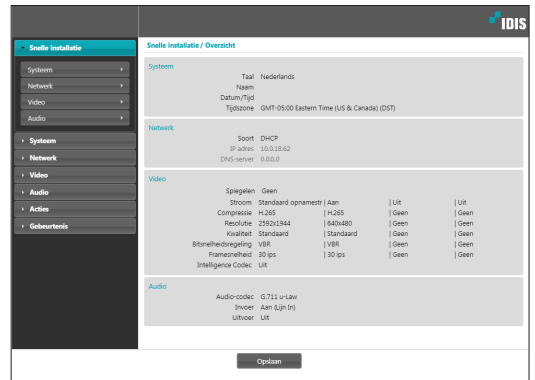 IDIS
Snelle installatie
Systeem
Netwerk
Video
Audio
Systeem
Netwerk
Video
Audio
Acties
Gebeurtenis
Snelle installatie / Overzicht
Systeem
Taal Nederlands
Naam
Datum/Tijd
Tijdszone GMT-05:00 Eastern Time (US & Canada) (DST)
Netwerk
Soort DHCP
IP adres 10.0.18.62
DNS-server 0.0.0.0
Video
Spiegelen Geen
Stroom Standaard opnamestr | Aan | Uit | Uit
Compressie H.265 | H.265 | Geen | Geen
Resolutie 2592x1944 | 640x480 | Geen | Geen
Kwaliteit Standaard | Standaard | Geen | Geen
Bitsnelheidsregeling VBR | VBR | Geen | Geen
Framesnelheid 30 ips | 30 ips | Geen | Geen
Intelligence Codec Uit
Audio
Audio-codec G.711 u-Law
Invoer Aan (Lijn In)
Uitvoer Uit
Opslaan